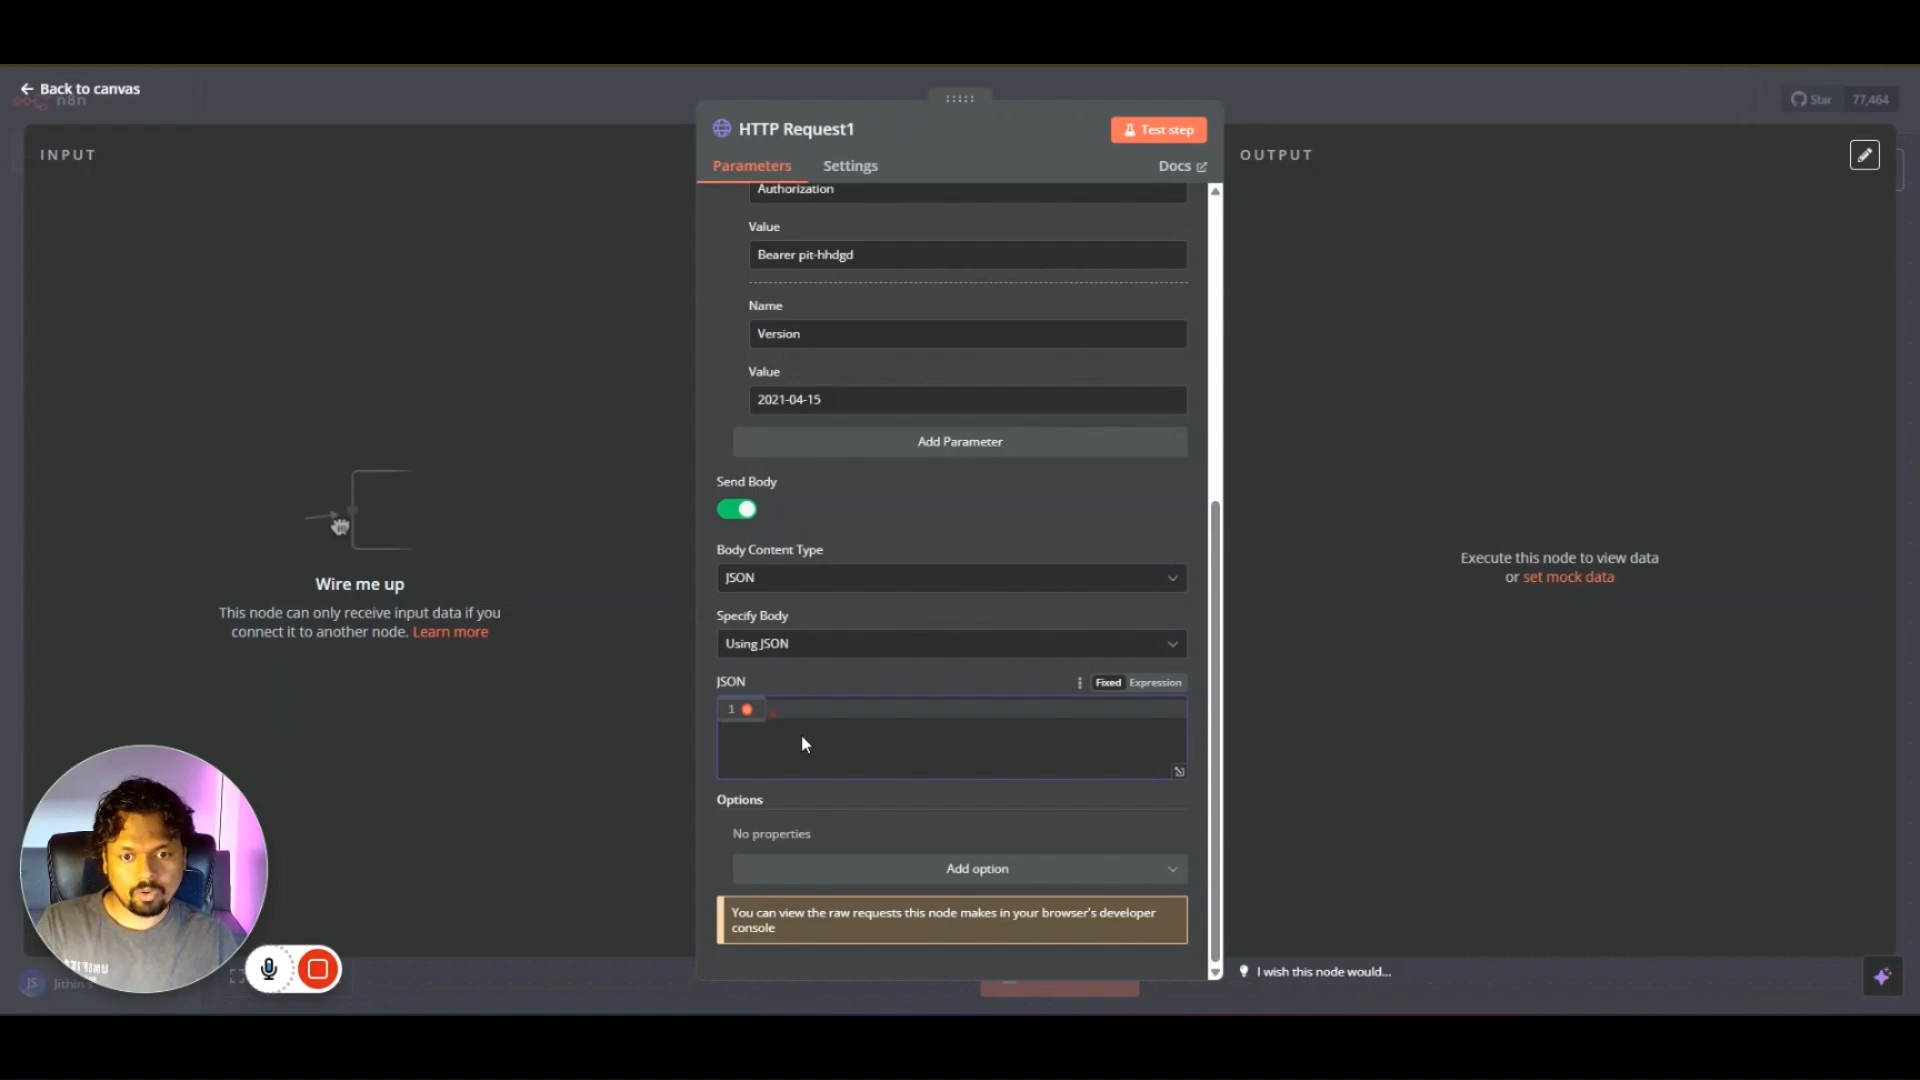 Back to canvas
n8n
Star 77,464
INPUT
HTTP Request1
Test step
OUTPUT
Parameters
Settings
Docs
Authorization
Value
Bearer pit-hhdgd
Name
Version
Value
2021-04-15
Add Parameter
Send Body
Body Content Type
JSON
Specify Body
Using JSON
JSON
Fixed Expression
1
Wire me up
This node can only receive input data if you
connect it to another node. Learn more
Execute this node to view data
or set mock data
Options
No properties
Add option
You can view the raw requests this node makes in your browser's developer
console
I wish this node would...
JS
Jithin